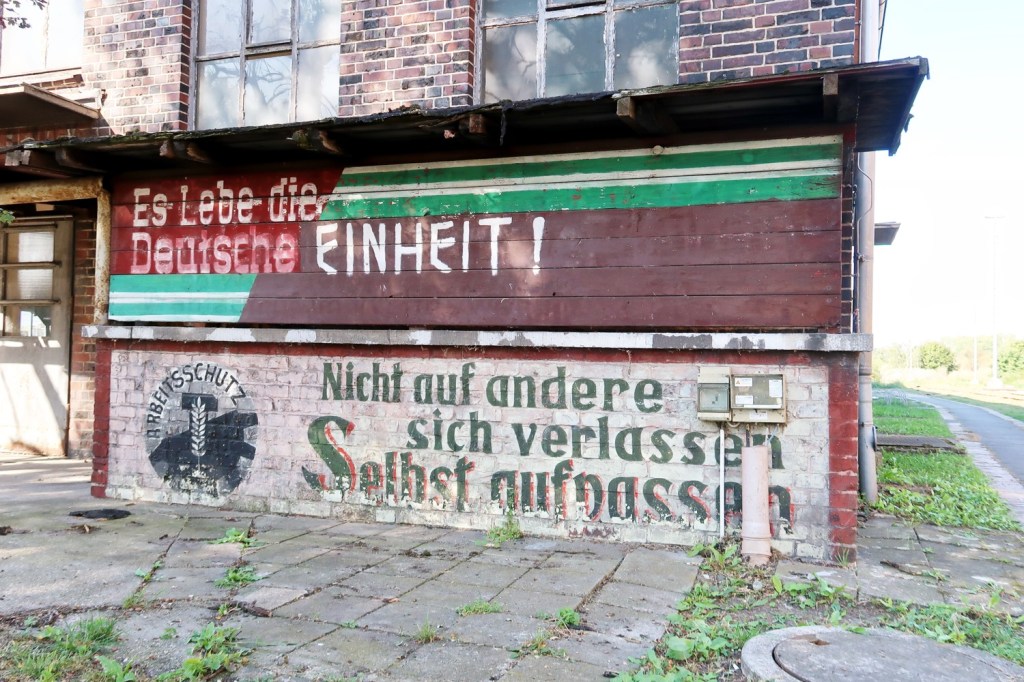 Es Lebe die
Deutsche EINHEIT!
ARBEITSSCHUTZ
Nicht auf andere
sich verlassen
Selbst aufpassen